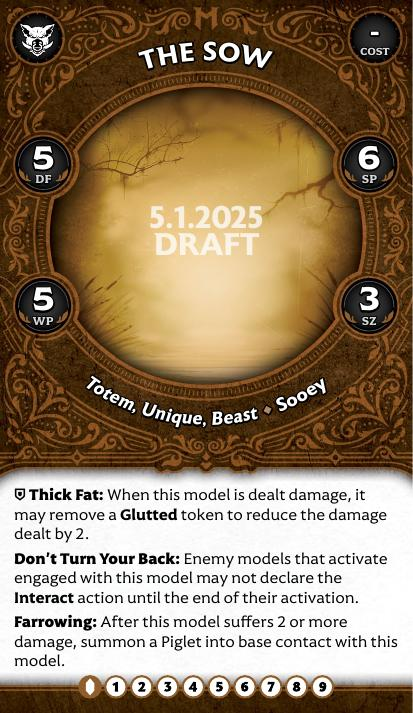 THE SOW
-
COST
5
DF
6
SP
5.1.2025
DRAFT
5
WP
3
SZ
Totem, Unique, Beast ♦ Sooey
Thick Fat: When this model is dealt damage, it
may remove a Glutted token to reduce the damage
dealt by 2.
Don't Turn Your Back: Enemy models that activate
engaged with this model may not declare the
Interact action until the end of their activation.
Farrowing: After this model suffers 2 or more
damage, summon a Piglet into base contact with this
model.
1 2 3 4 5 6 7 8 9